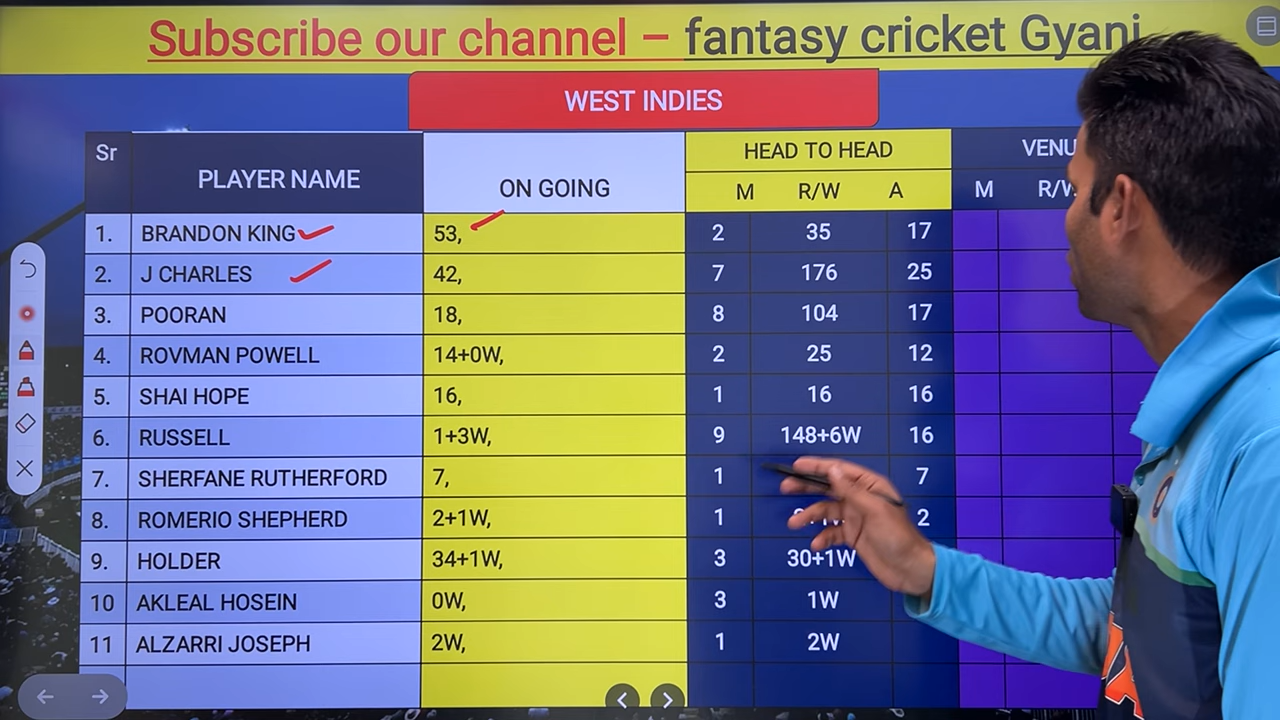 Subscribe our channel – fantasy cricket Gyani
WEST INDIES
Sr PLAYER NAME ON GOING HEAD TO HEAD
M R/W A M
1. BRANDON KING 53, 2 35 17
2. J CHARLES 42, 7 176 25
3. POORAN 18, 8 104 17
4. ROVMAN POWELL 14+0W, 2 25 12
5. SHAI HOPE 16, 1 16 16
6. RUSSELL 1+3W, 9 148+6W 16
7. SHERFANE RUTHERFORD 7, 1 7
8. ROMERIO SHEPHERD 2+1W, 1 2
9. HOLDER 34+1W, 3 30+1W
10 AKLEAL HOSEIN 0W, 3 1W
11 ALZARRI JOSEPH 2W, 1 2W